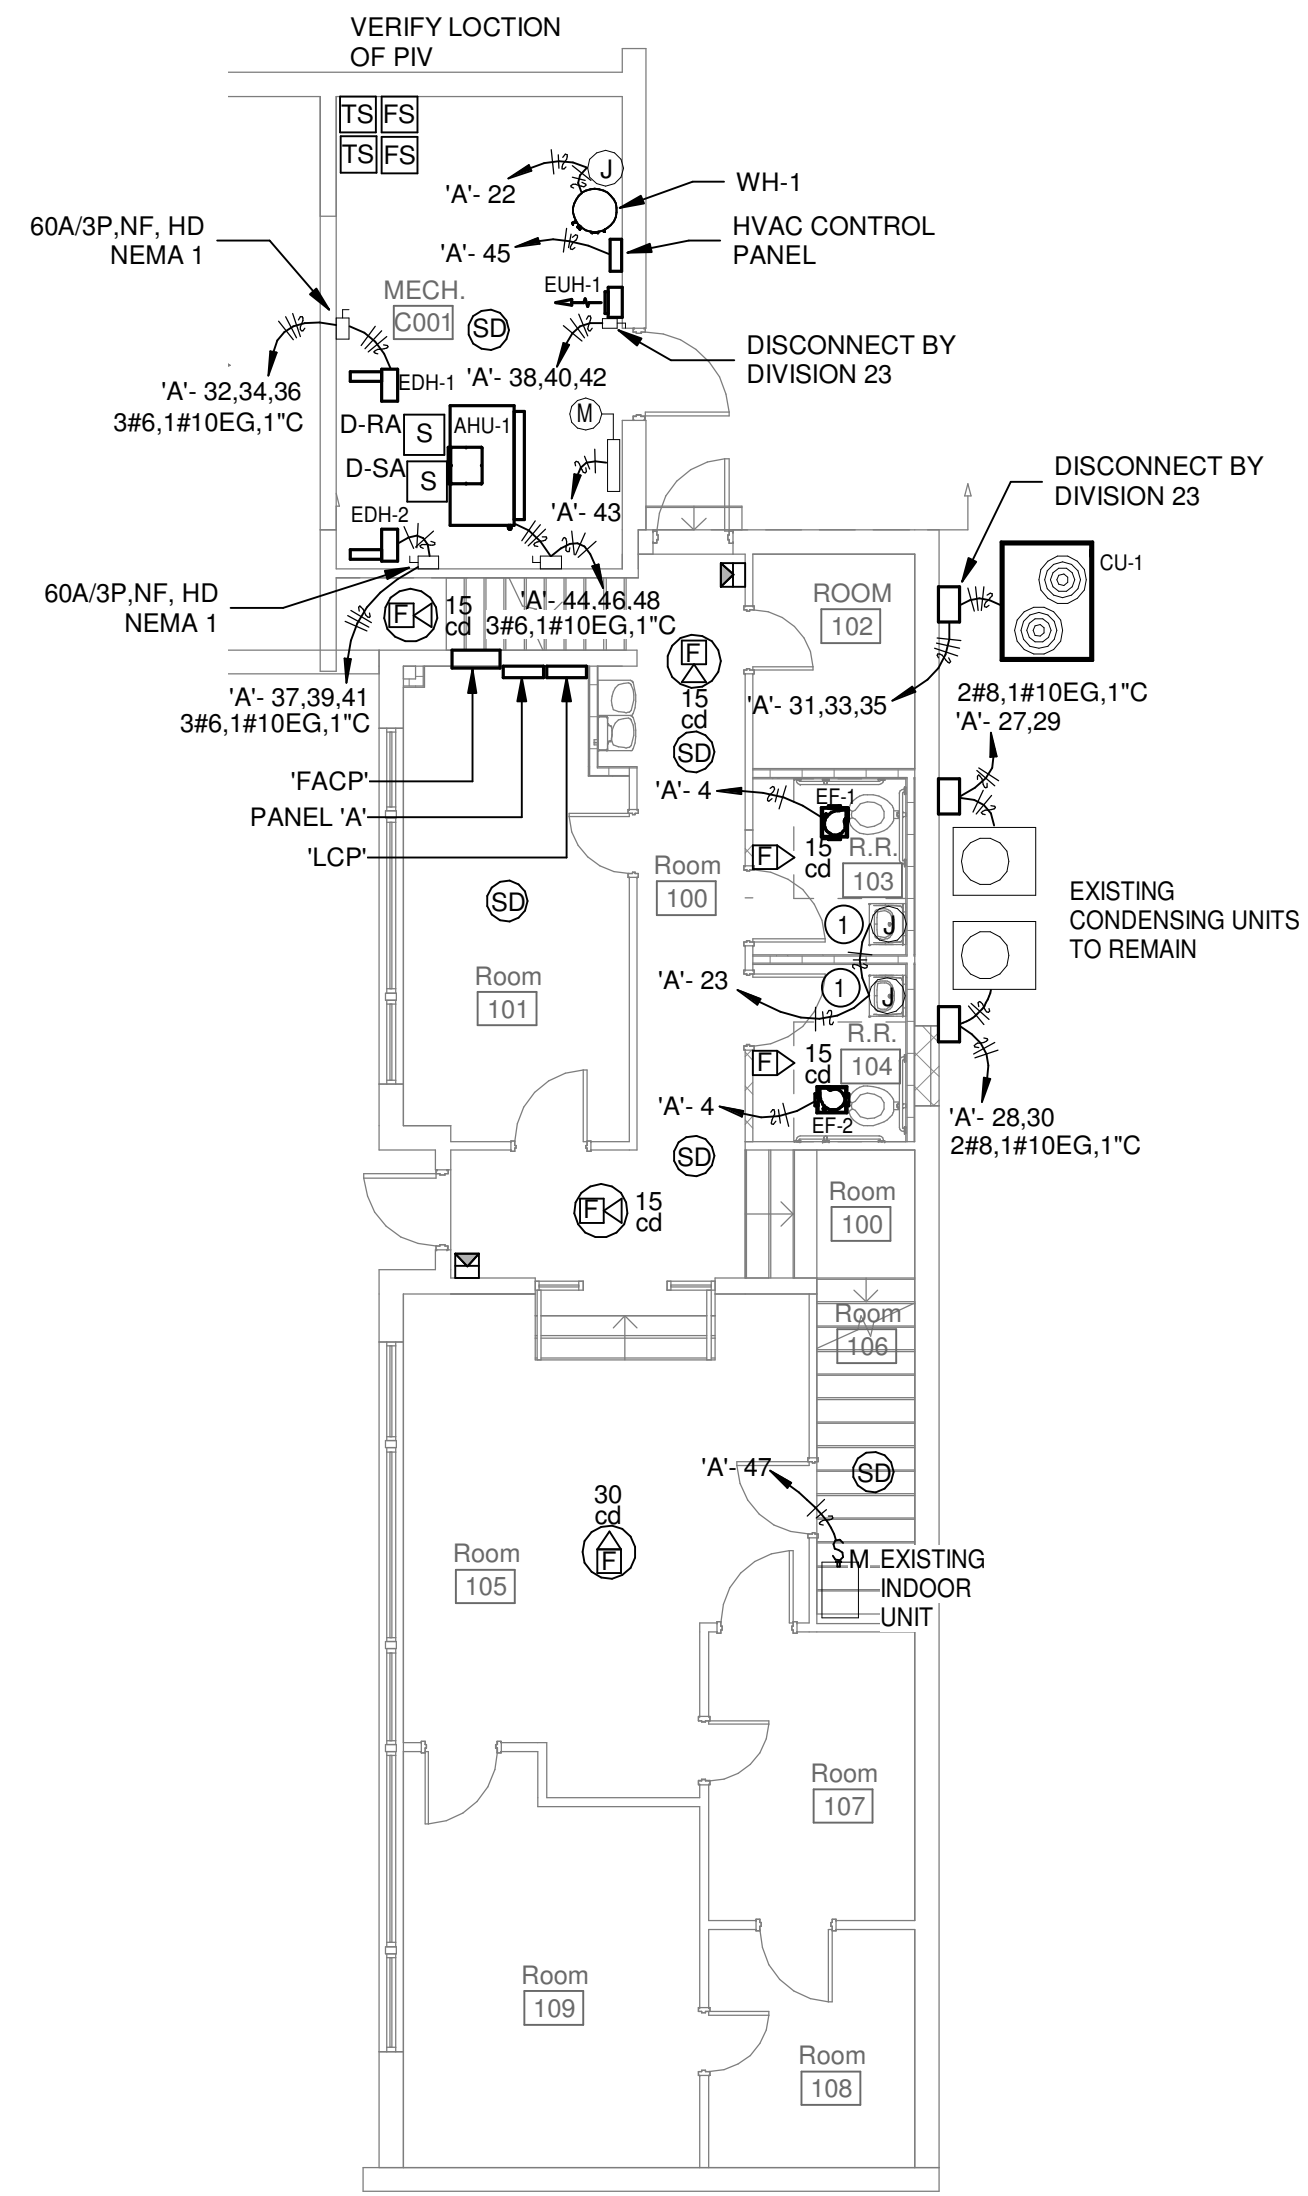 VERIFY LOCTION
OF PIV
TS FS
TS FS
J
'A'- 22
WH-1
60A/3P,NF, HD
NEMA 1
HVAC CONTROL
PANEL
'A'- 45
EUH-1
MECH.
C001
SD
DISCONNECT BY
DIVISION 23
'A'- 32,34,36
3#6,1#10EG,1"C
EDH-1
'A'- 38,40,42
D-RA
S
AHU-1
M
D-SA
S
'A'- 43
EDH-2
DISCONNECT BY
DIVISION 23
CU-1
60A/3P,NF, HD
NEMA 1
F
15
cd
'A'- 44,46,48
3#6,1#10EG,1"C
ROOM
102
F
15
cd
'A'- 37,39,41
3#6,1#10EG,1"C
'A'- 31,33,35
2#8,1#10EG,1"C
'A'- 27,29
SD
'FACP'
PANEL 'A'
'LCP'
'A'- 4
EF-1
F
15
cd
R.R.
103
Room
100
SD
1
J
EXISTING
CONDENSING UNITS
TO REMAIN
Room
101
'A'- 23
1
J
F
15
cd
R.R.
104
'A'- 4
EF-2
'A'- 28,30
2#8,1#10EG,1"C
SD
F
15
cd
Room
100
Room
106
'A'- 47
SD
30
cd
F
Room
105
S
M
EXISTING
INDOOR
UNIT
Room
107
Room
109
Room
108